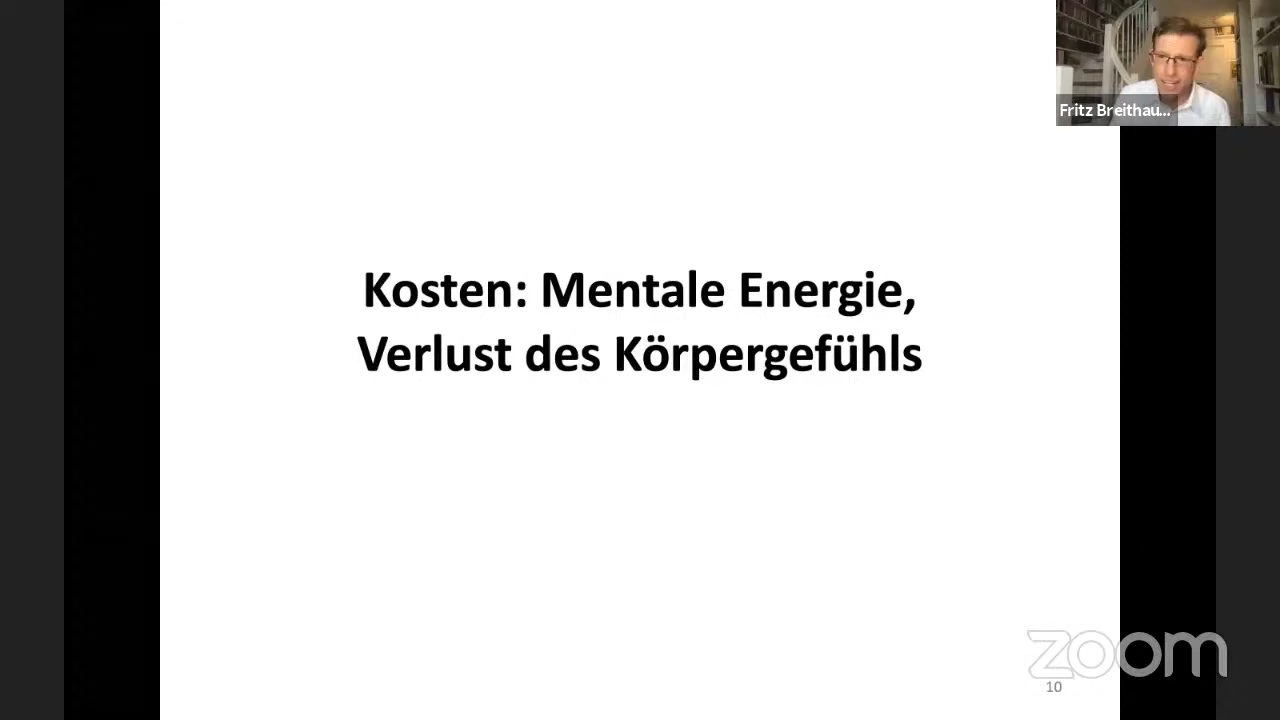 Fritz Breithau...
Kosten: Mentale Energie,
Verlust des Körpergefühls
zoom
10